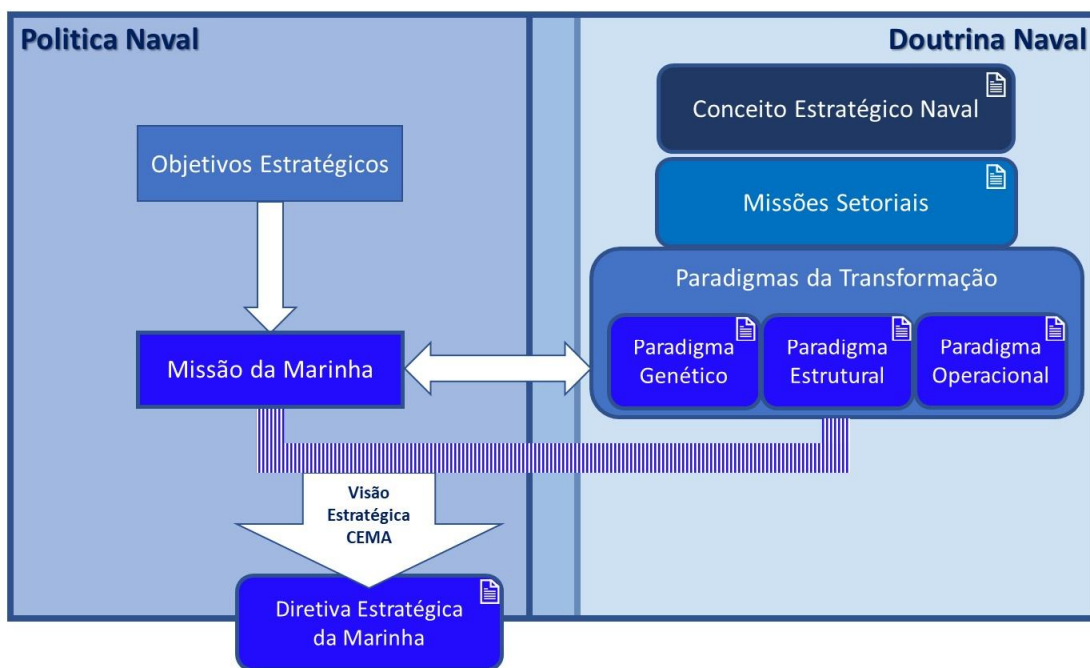 Politica Naval
Objetivos Estratégicos
Missão da Marinha
Visão
Estratégica
CEMA
Diretiva Estratégica
da Marinha
Doutrina Naval
Conceito Estratégico Naval
Missões Setoriais
Paradigmas da Transformação
Paradigma
Genético
Paradigma
Estrutural
Paradigma
Operacional